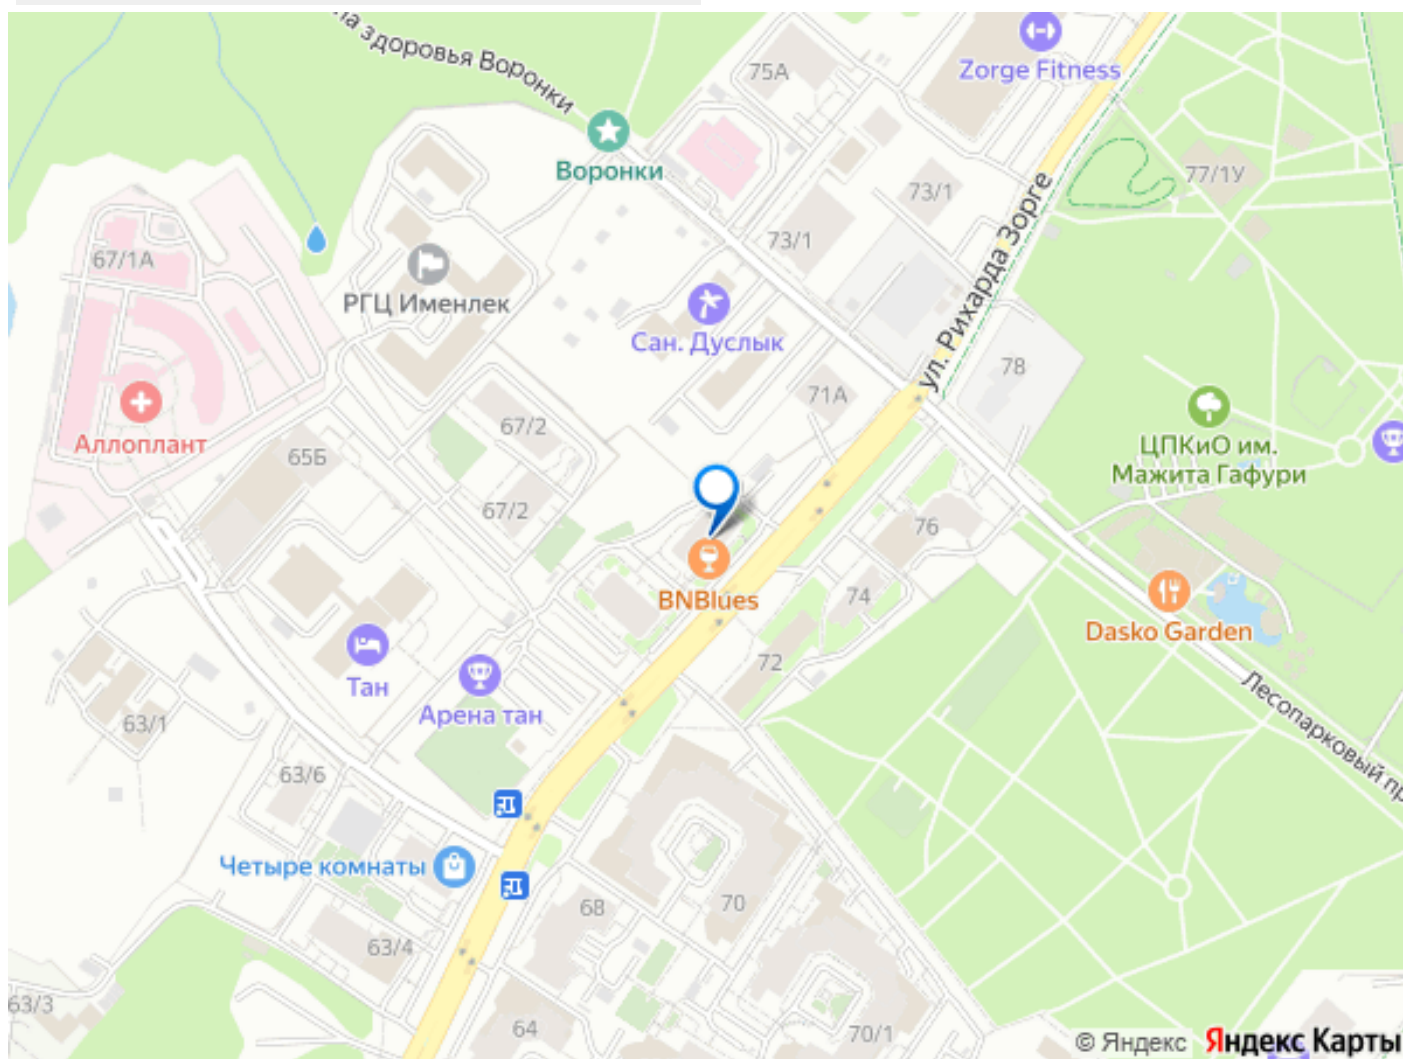 па здоровья Воронки
75А
Zorge Fitness
Воронки
73/1
77/1У
ул. Рихарда Зорге
67/1А
73/1
РГЦ Именлек
Сан. Дуслык
78
71А
67/2
ЦПКиО им.
Мажита Гафури
Аллоплант
65Б
67/2
76
BNBlues
74
Dasko Garden
72
Тан
Арена тан
63/1
Лесопарковый пр
63/6
Четыре комнаты
68
70
63/4
63/3
64
70/1
© Яндекс Яндекс Карты